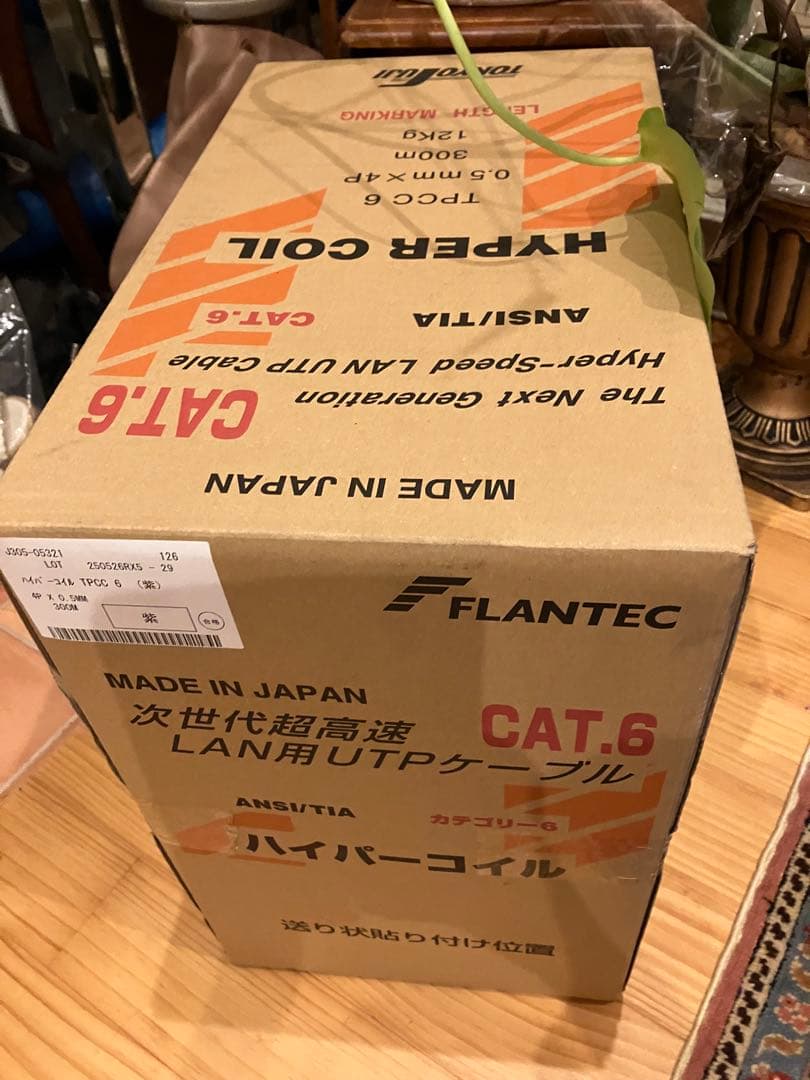 TOKYO FUJI
LENGTH MARKING
12Kg
300m
0.5 mm × 4P
TPCC 6
HYPER COIL
ANSI/TIA CAT.6
Hyper-Speed LAN UTP Cable
The Next Generation CAT.6
MADE IN JAPAN
J305-05321 126
LOT 250526RX5 - 29
ハイパーコイル TPCC 6 (紫)
4P X 0.5MM
300M
紫
合格
FLANTEC
MADE IN JAPAN
次世代超高速 CAT.6
LAN用UTPケーブル
ANSI/TIA カテゴリー6
ハイパーコイル
送り状貼り付け位置